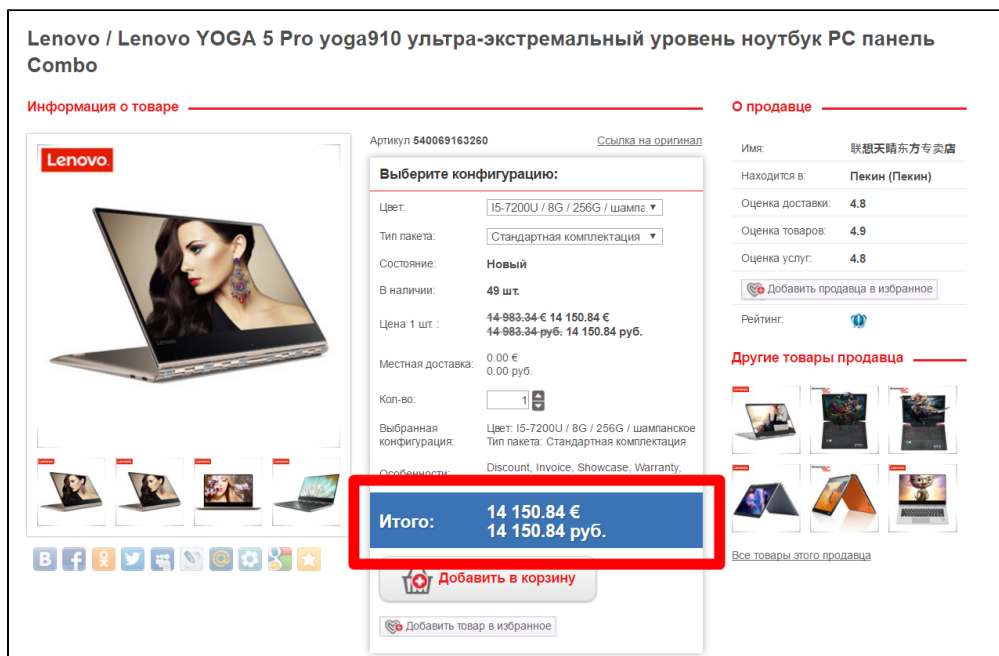 Lenovo / Lenovo YOGA 5 Pro yoga910 ультра-экстремальный уровень ноутбук PC панель
Combo
Информация о товаре
Lenovo
Артикул 540069163260
Ссылка на оригинал
Выберите конфигурацию:
Цвет: I5-7200U / 8G / 256G / шампа
Тип пакета: Стандартная комплектация
Состояние: Новый
В наличии: 49 шт.
Цена 1 шт. : 14 983.34 € 14 150.84 €
14 983.34 руб. 14 150.84 руб.
Местная доставка: 0.00 €
0.00 руб.
Кол-во: 1
Выбранная конфигурация: Цвет: I5-7200U / 8G / 256G / шампанское
Тип пакета: Стандартная комплектация
Особенности: Discount, Invoice, Showcase, Warranty,
Итого: 14 150.84 €
14 150.84 руб.
Добавить в корзину
Добавить товар в избранное
О продавце
Имя: 联想天晴东方专卖店
Находится в: Пекин (Пекин)
Оценка доставки: 4.8
Оценка товаров: 4.9
Оценка услуг: 4.8
Добавить продавца в избранное
Рейтинг:
Другие товары продавца
Все товары этого продавца